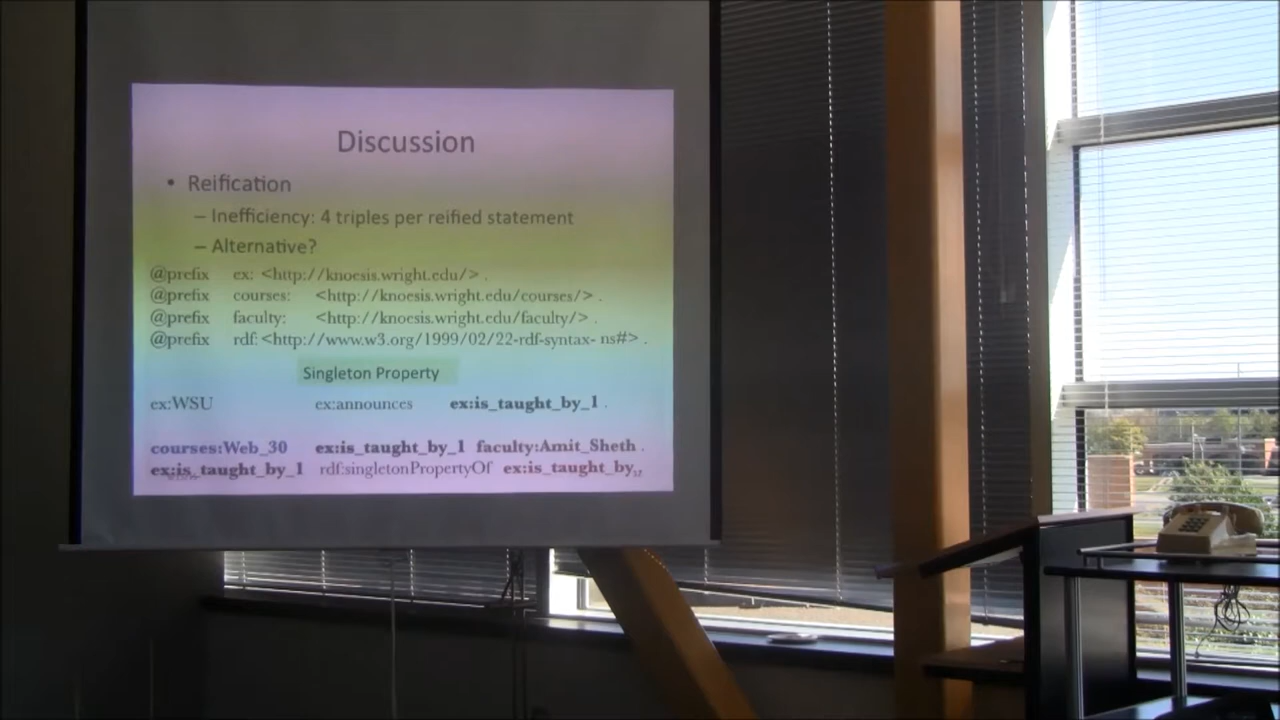 Discussion
• Reification
– Inefficiency: 4 triples per reified statement
– Alternative?
@prefix ex: <http://knoesis.wright.edu/> .
@prefix courses: <http://knoesis.wright.edu/courses/> .
@prefix faculty: <http://knoesis.wright.edu/faculty/> .
@prefix rdf: <http://www.w3.org/1999/02/22-rdf-syntax- ns#> .
Singleton Property
ex:WSU ex:announces ex:is_taught_by_1 .
courses:Web_30 ex:is_taught_by_1 faculty:Amit_Sheth .
ex:is_taught_by_1 rdf:singletonPropertyOf ex:is_taught_by